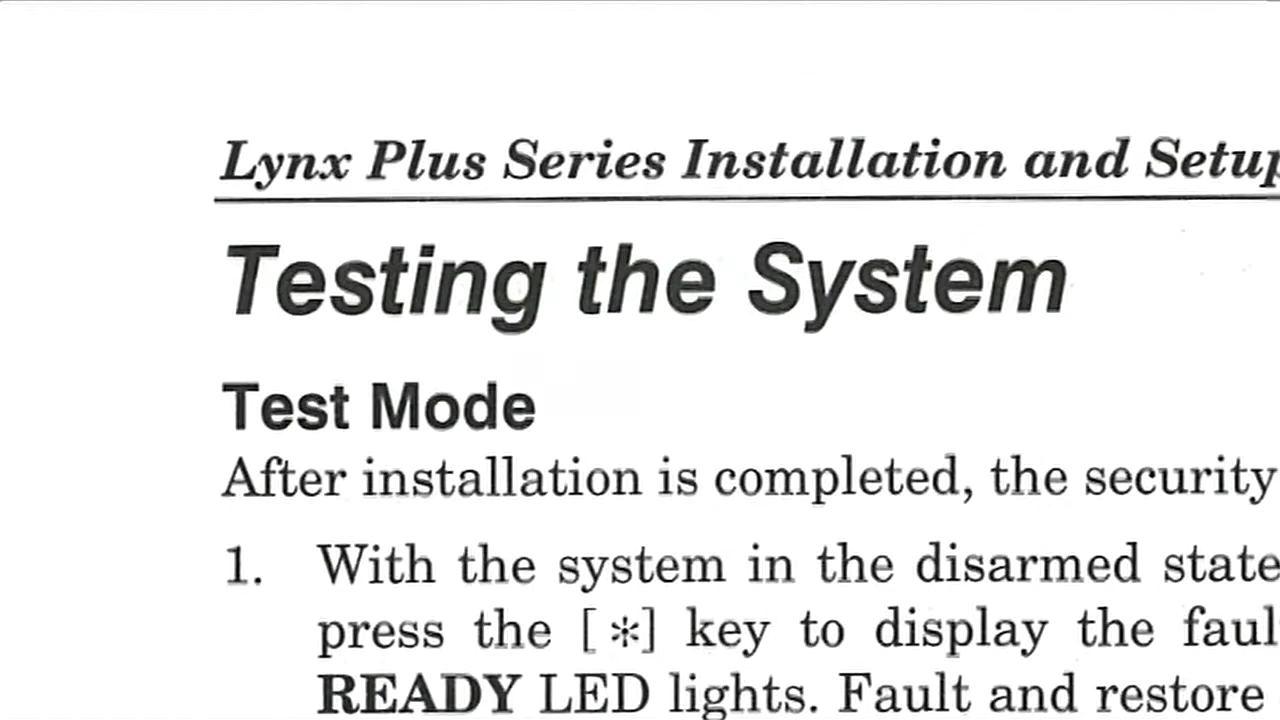 Lynx Plus Series Installation and Setup
Testing the System
Test Mode
After installation is completed, the security
1. With the system in the disarmed state
press the [*] key to display the faul
READY LED lights. Fault and restore